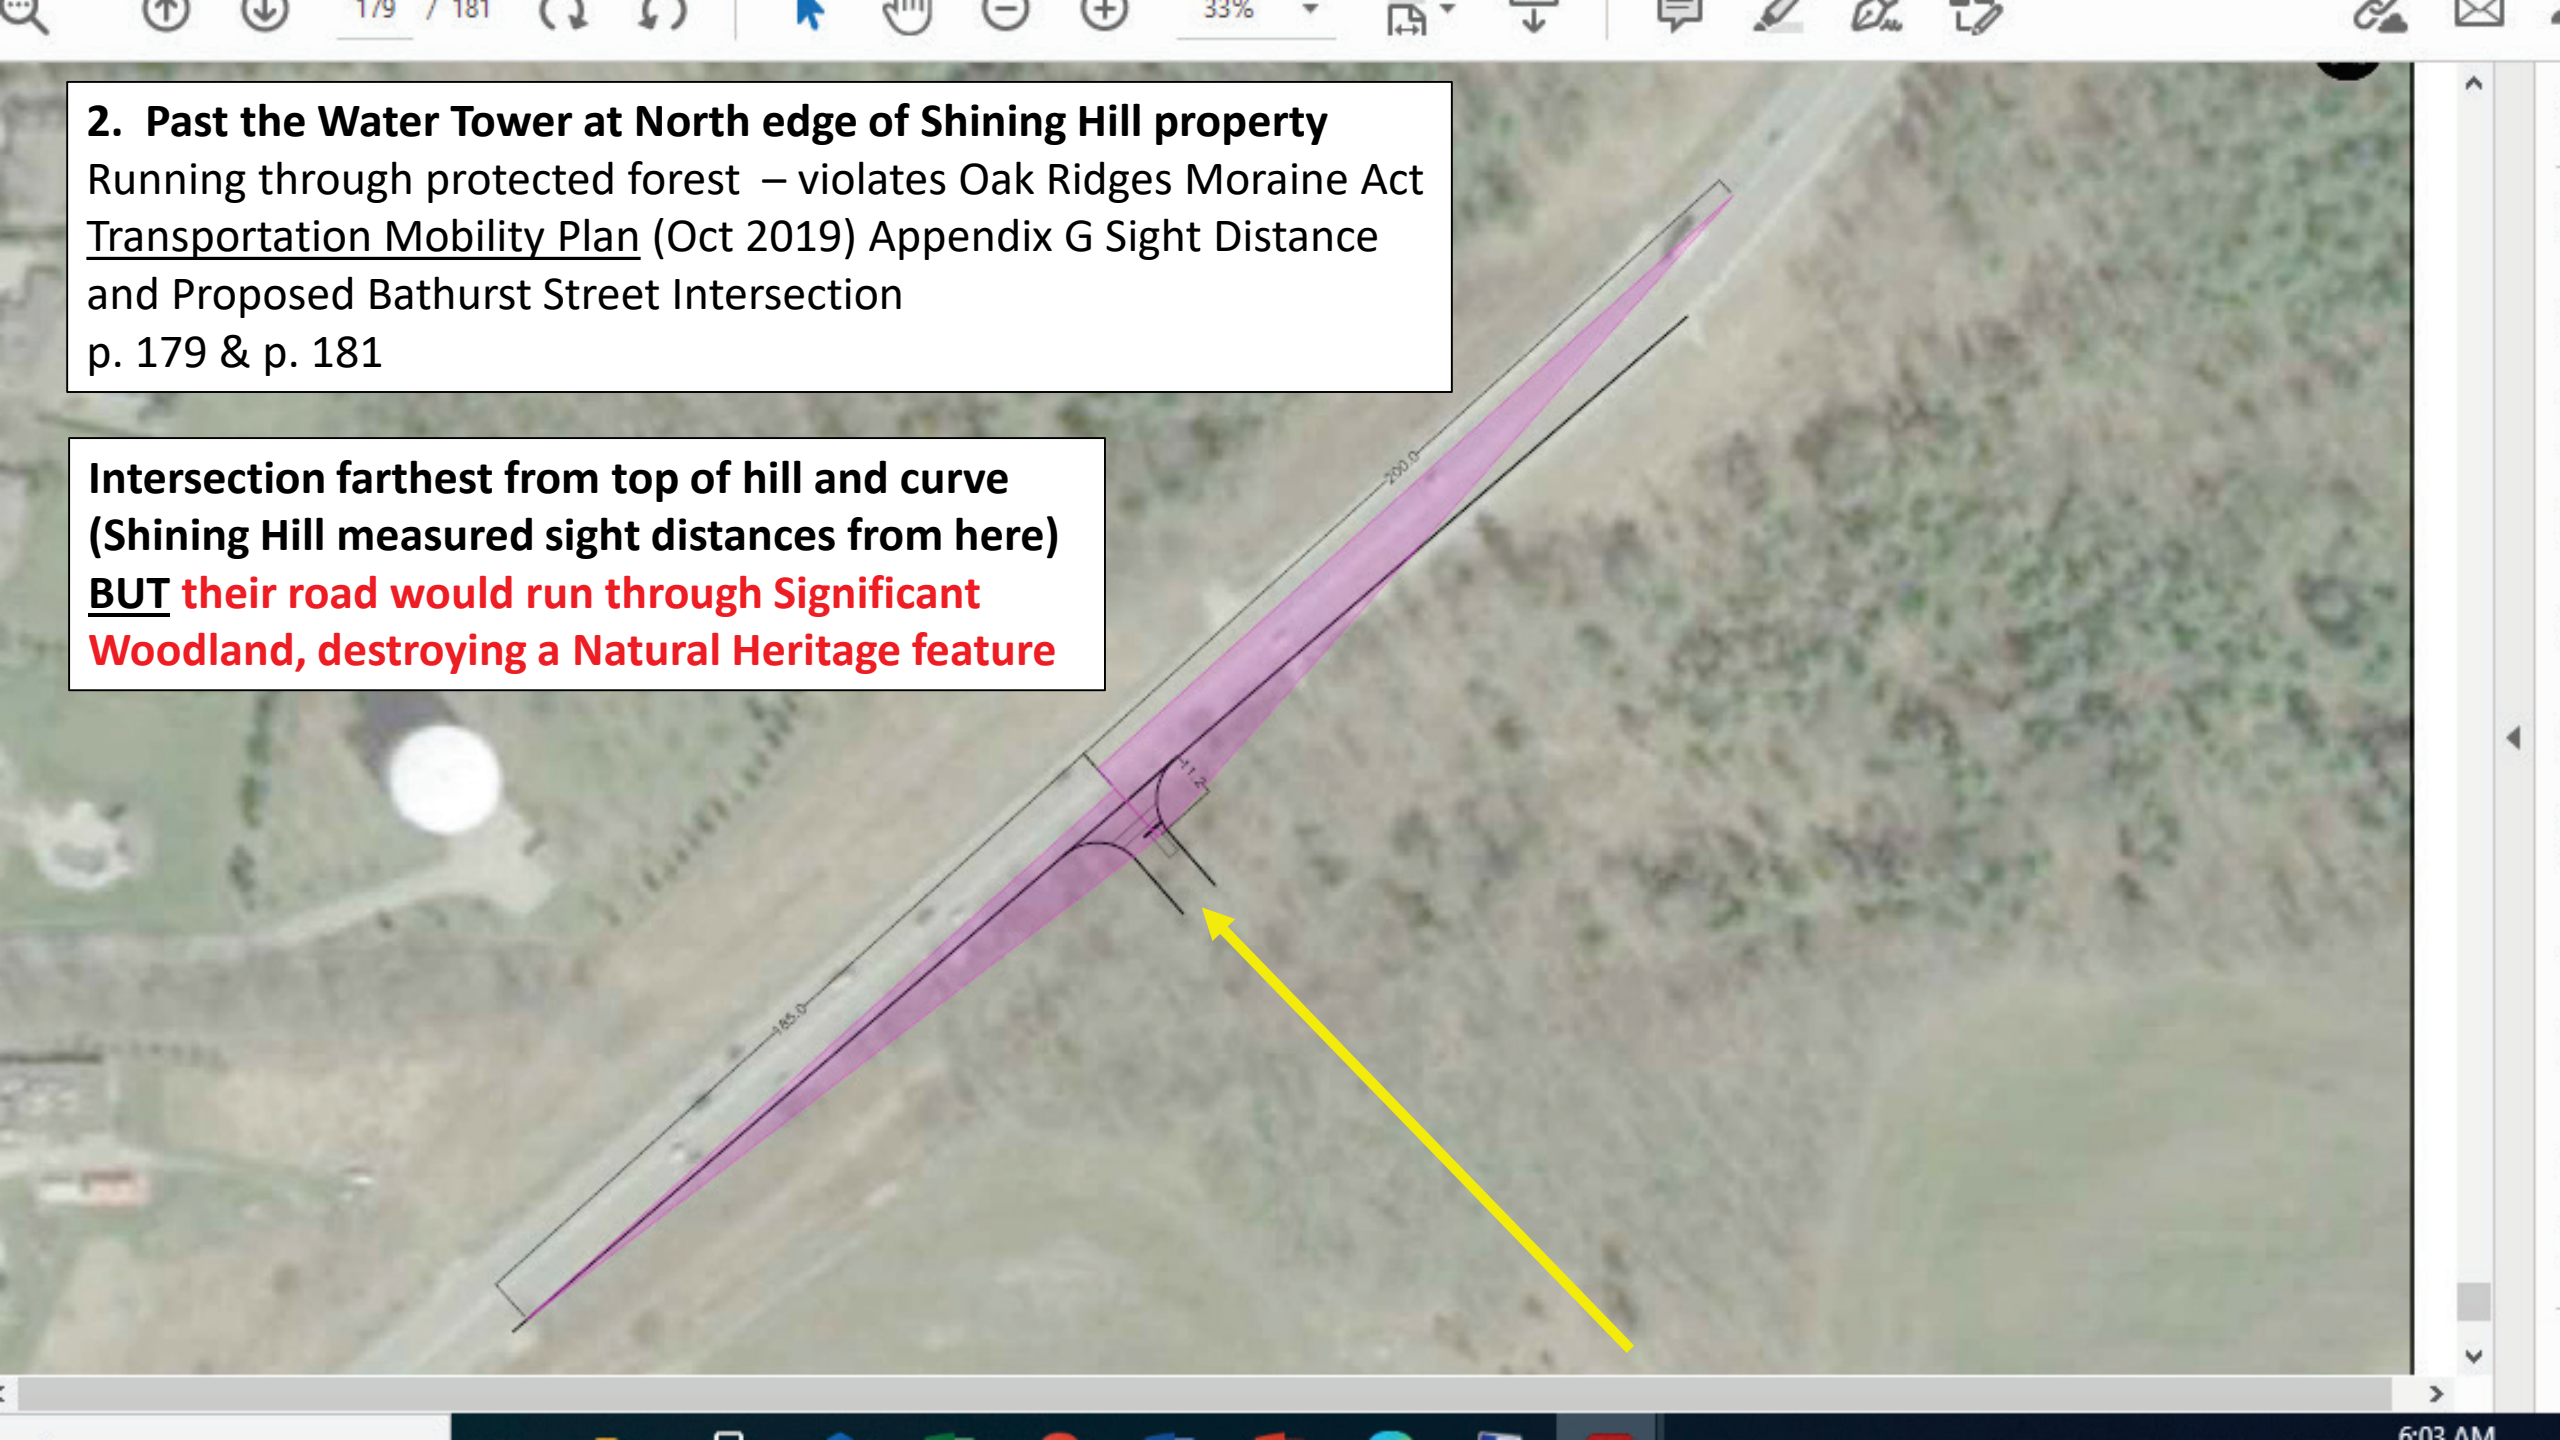 179 / 181
33%
2. Past the Water Tower at North edge of Shining Hill property
Running through protected forest – violates Oak Ridges Moraine Act
Transportation Mobility Plan (Oct 2019) Appendix G Sight Distance
and Proposed Bathurst Street Intersection
p. 179 & p. 181
200.0
Intersection farthest from top of hill and curve
(Shining Hill measured sight distances from here)
BUT their road would run through Significant
Woodland, destroying a Natural Heritage feature
11.2
185.0
6:03 AM